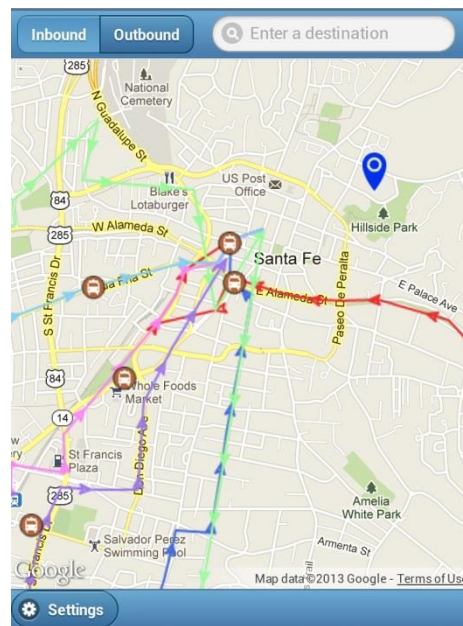 Inbound
Outbound
Enter a destination
285
National
Cemetery
N Guadalupe St
US Post
Office
Blake's
Lotaburger
84
Hillside Park
285
W Alameda St
S St Francis Dr
Santa Fe
Paseo De Peralta
E Palace Ave
E Alameda St
84
Whole Foods
Market
14
St Francis
Plaza
Don Diego Ave
285
Amelia
White Park
Salvador Perez
Swimming Pool
Armenta St
Google
Map data ©2013 Google - Terms of Use
Settings